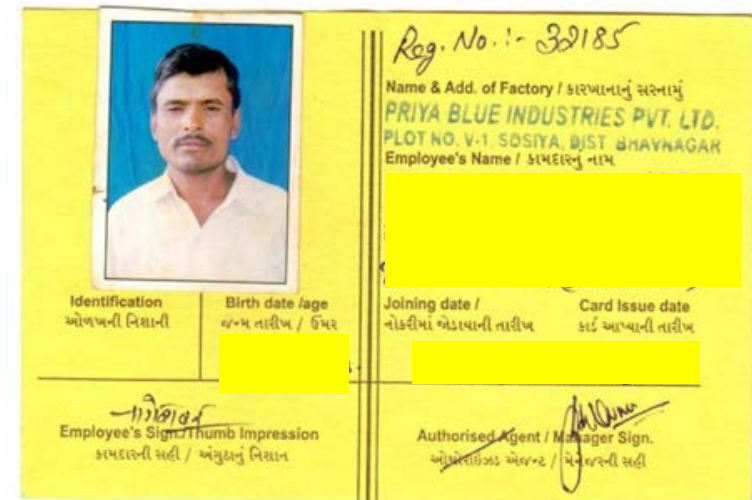 Reg. No. :- 32185
Name & Add. of Factory / કારખાનાનું સરનામું
PRIYA BLUE INDUSTRIES PVT. LTD.
PLOT NO. V-1, SOSIYA, DIST BHAVNAGAR
Employee's Name / કામદારનું નામ
Identification
ઓળખની નિશાની
Birth date /age
જન્મ તારીખ / ઉંમર
Joining date /
નોકરીમાં જોડાયાની તારીખ
Card Issue date
કાર્ડ આપ્યાની તારીખ
Employee's Sign./Thumb Impression
કામદારની સહી / અંગુઠાનું નિશાન
Authorised Agent / Manager Sign.
ઓથોરાઇઝડ એજન્ટ / મેનેજરની સહી